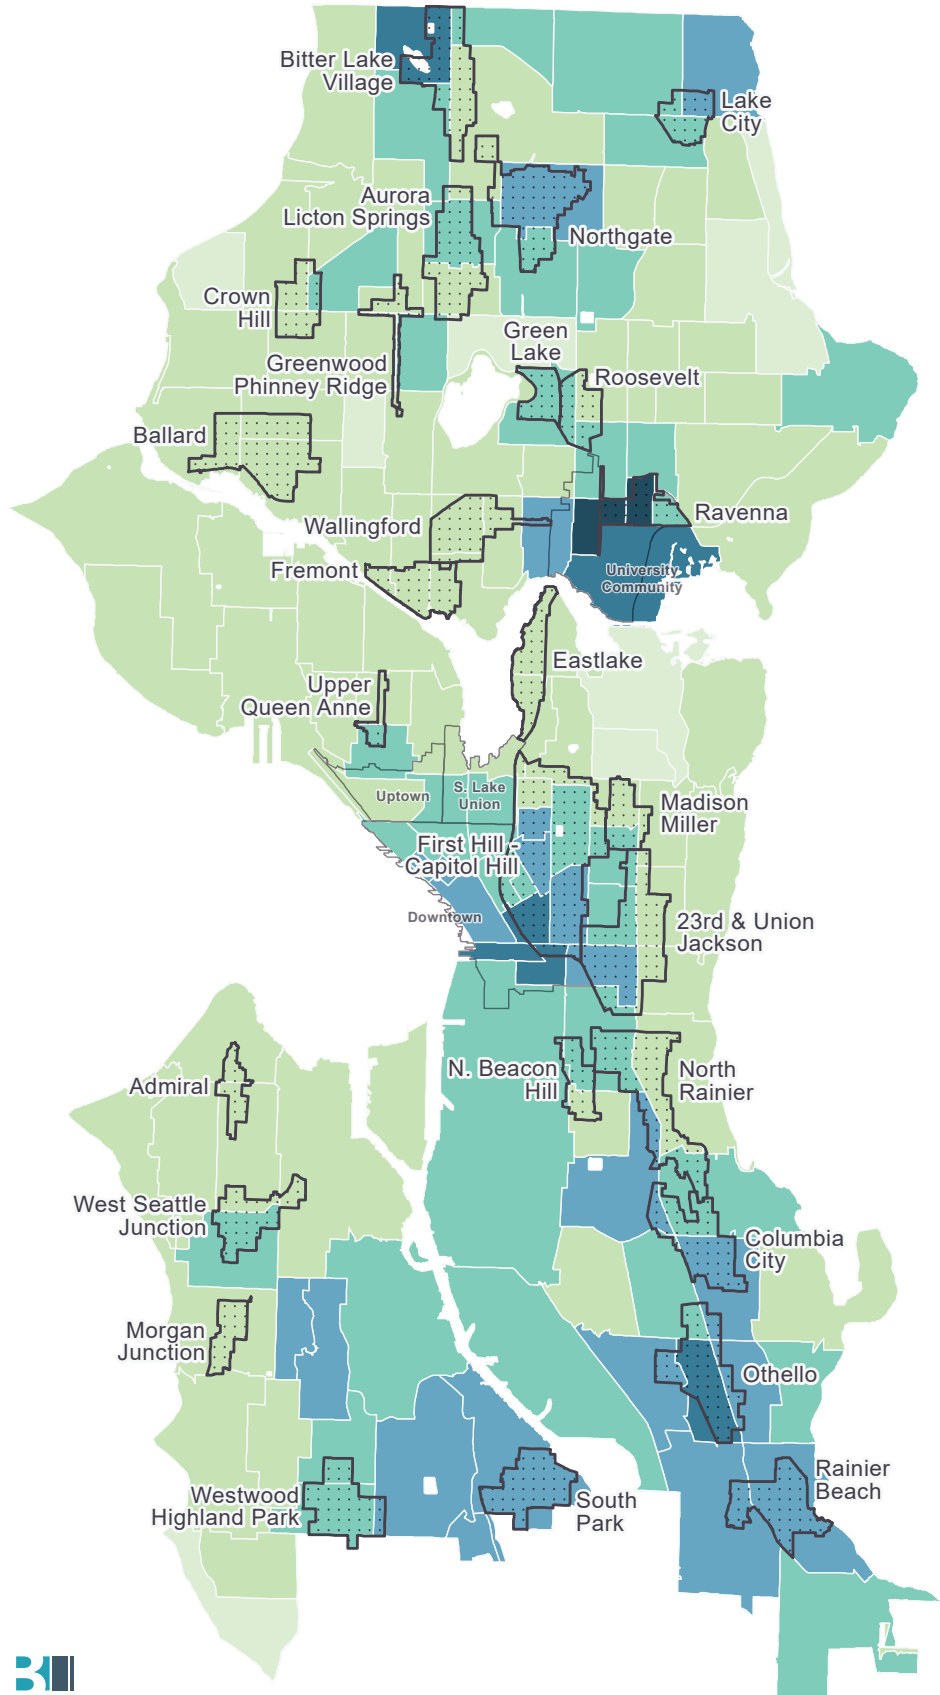 Bitter Lake
Village
Lake
City
Aurora
Licton Springs
Northgate
Crown
Hill
Green
Lake
Greenwood
Phinney Ridge
Roosevelt
Ballard
Wallingford
Ravenna
Fremont
University
Community
Eastlake
Upper
Queen Anne
Uptown
S. Lake
Union
Madison
Miller
First Hill -
Capitol Hill
Downtown
23rd & Union
Jackson
Admiral
N. Beacon
Hill
North
Rainier
West Seattle
Junction
Columbia
City
Morgan
Junction
Othello
Westwood
Highland Park
South
Park
Rainier
Beach